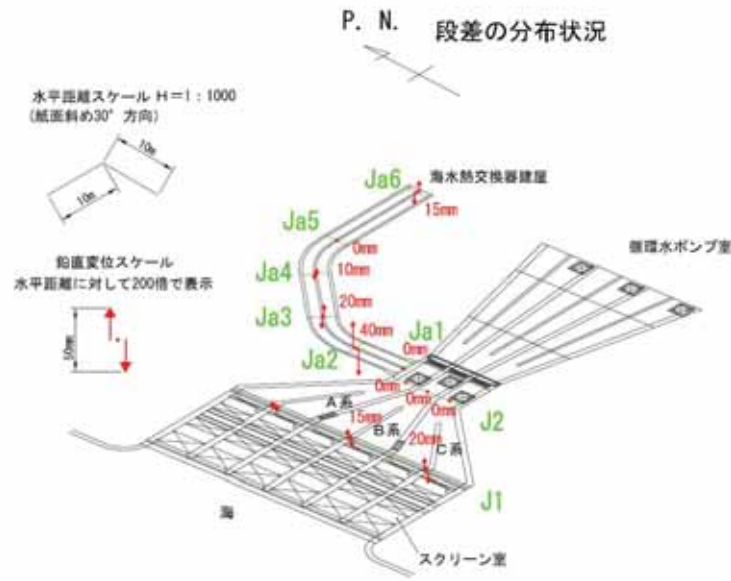 P. N.
段差の分布状況
水平距離スケール H=1:1000
(紙面斜め30°方向)
10m
10m
鉛直変位スケール
水平距離に対して200倍で表示
50mm
Ja6
海水熱交換器建屋
15mm
Ja5
0mm
循環水ポンプ室
Ja4
10mm
20mm
Ja3
40mm
Ja1
Ja2
0mm
0mm
0mm
0mm
A系
15mm
B系
J2
20mm
C系
J1
海
スクリーン室